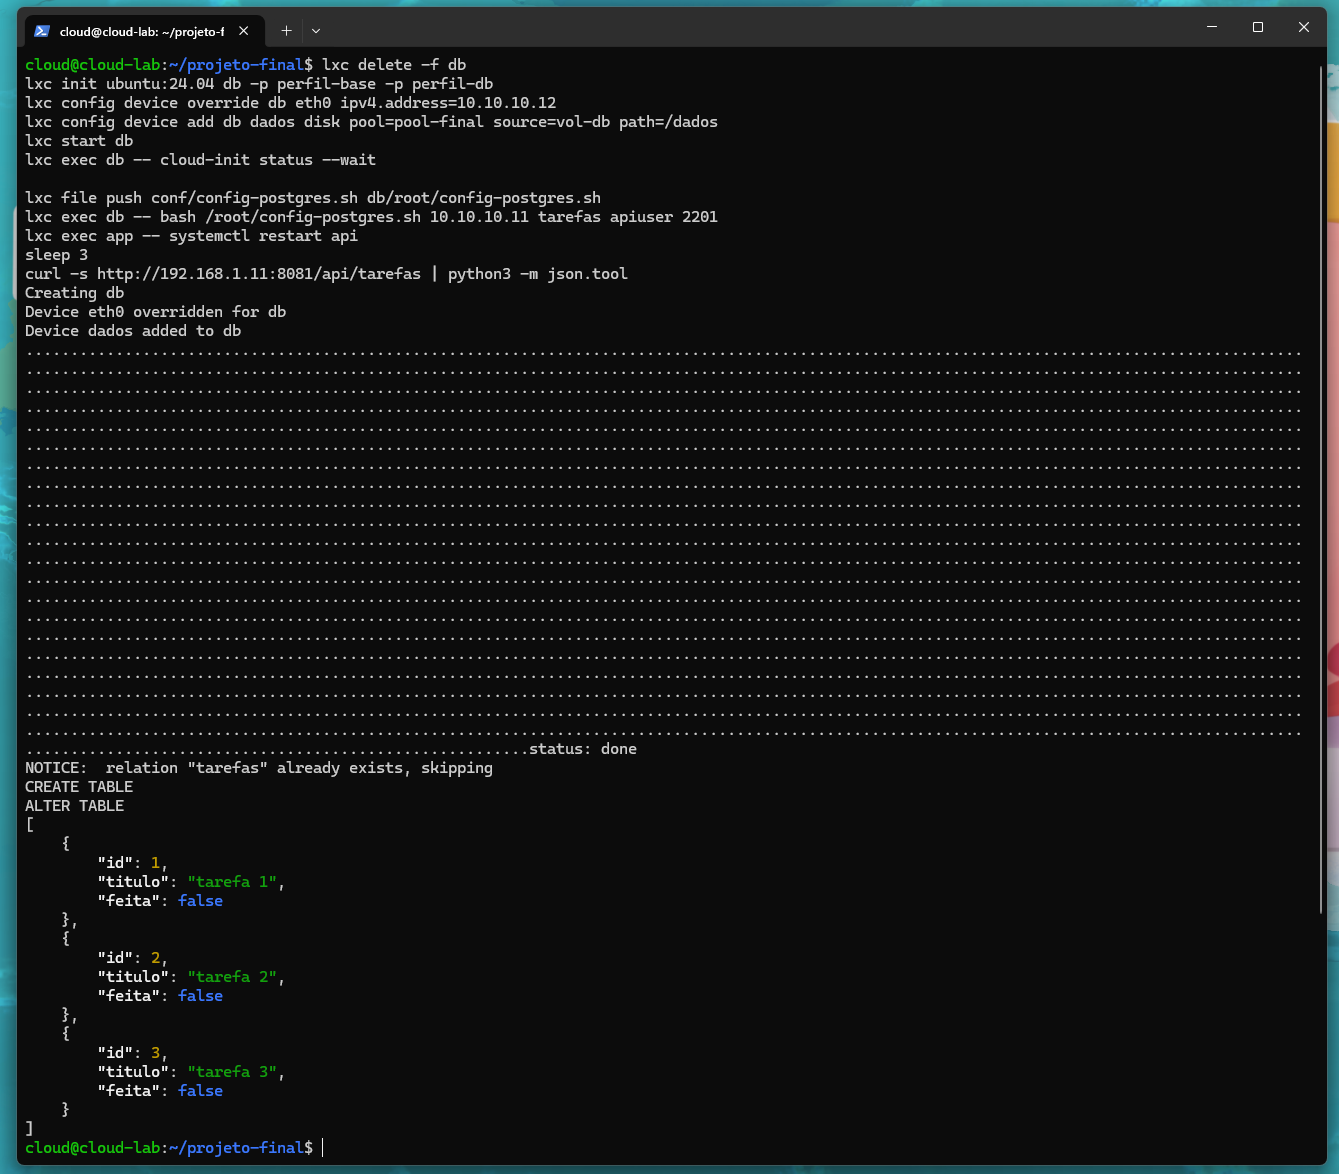 cloud@cloud-lab: ~/projeto-f
cloud@cloud-lab:~/projeto-final$ lxc delete -f db
lxc init ubuntu:24.04 db -p perfil-base -p perfil-db
lxc config device override db eth0 ipv4.address=10.10.10.12
lxc config device add db dados disk pool=pool-final source=vol-db path=/dados
lxc start db
lxc exec db -- cloud-init status --wait
lxc file push conf/config-postgres.sh db/root/config-postgres.sh
lxc exec db -- bash /root/config-postgres.sh 10.10.10.11 tarefas apiuser 2201
lxc exec app -- systemctl restart api
sleep 3
curl -s http://192.168.1.11:8081/api/tarefas | python3 -m json.tool
Creating db
Device eth0 overridden for db
Device dados added to db
........................................................status: done
NOTICE:  relation "tarefas" already exists, skipping
CREATE TABLE
ALTER TABLE
[
    {
        "id": 1,
        "titulo": "tarefa 1",
        "feita": false
    },
    {
        "id": 2,
        "titulo": "tarefa 2",
        "feita": false
    },
    {
        "id": 3,
        "titulo": "tarefa 3",
        "feita": false
    }
]
cloud@cloud-lab:~/projeto-final$